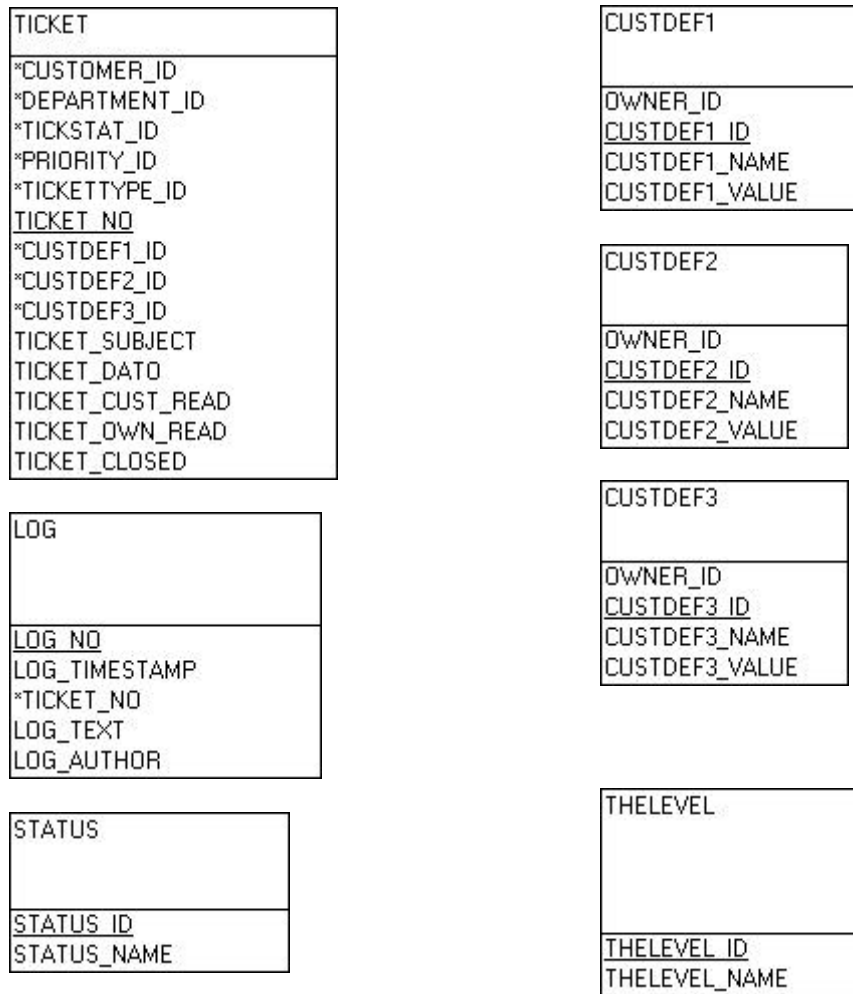 TICKET
*CUSTOMER_ID
*DEPARTMENT_ID
*TICKSTAT_ID
*PRIORITY_ID
*TICKETTYPE_ID
TICKET_NO
*CUSTDEF1_ID
*CUSTDEF2_ID
*CUSTDEF3_ID
TICKET_SUBJECT
TICKET_DATO
TICKET_CUST_READ
TICKET_OWN_READ
TICKET_CLOSED
LOG
LOG_NO
LOG_TIMESTAMP
*TICKET_NO
LOG_TEXT
LOG_AUTHOR
STATUS
STATUS_ID
STATUS_NAME
CUSTDEF1
OWNER_ID
CUSTDEF1_ID
CUSTDEF1_NAME
CUSTDEF1_VALUE
CUSTDEF2
OWNER_ID
CUSTDEF2_ID
CUSTDEF2_NAME
CUSTDEF2_VALUE
CUSTDEF3
OWNER_ID
CUSTDEF3_ID
CUSTDEF3_NAME
CUSTDEF3_VALUE
THELEVEL
THELEVEL_ID
THELEVEL_NAME